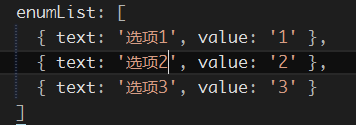 enumList: [
{ text: '选项1', value: '1' },
{ text: '选项2', value: '2' },
{ text: '选项3', value: '3' }
]